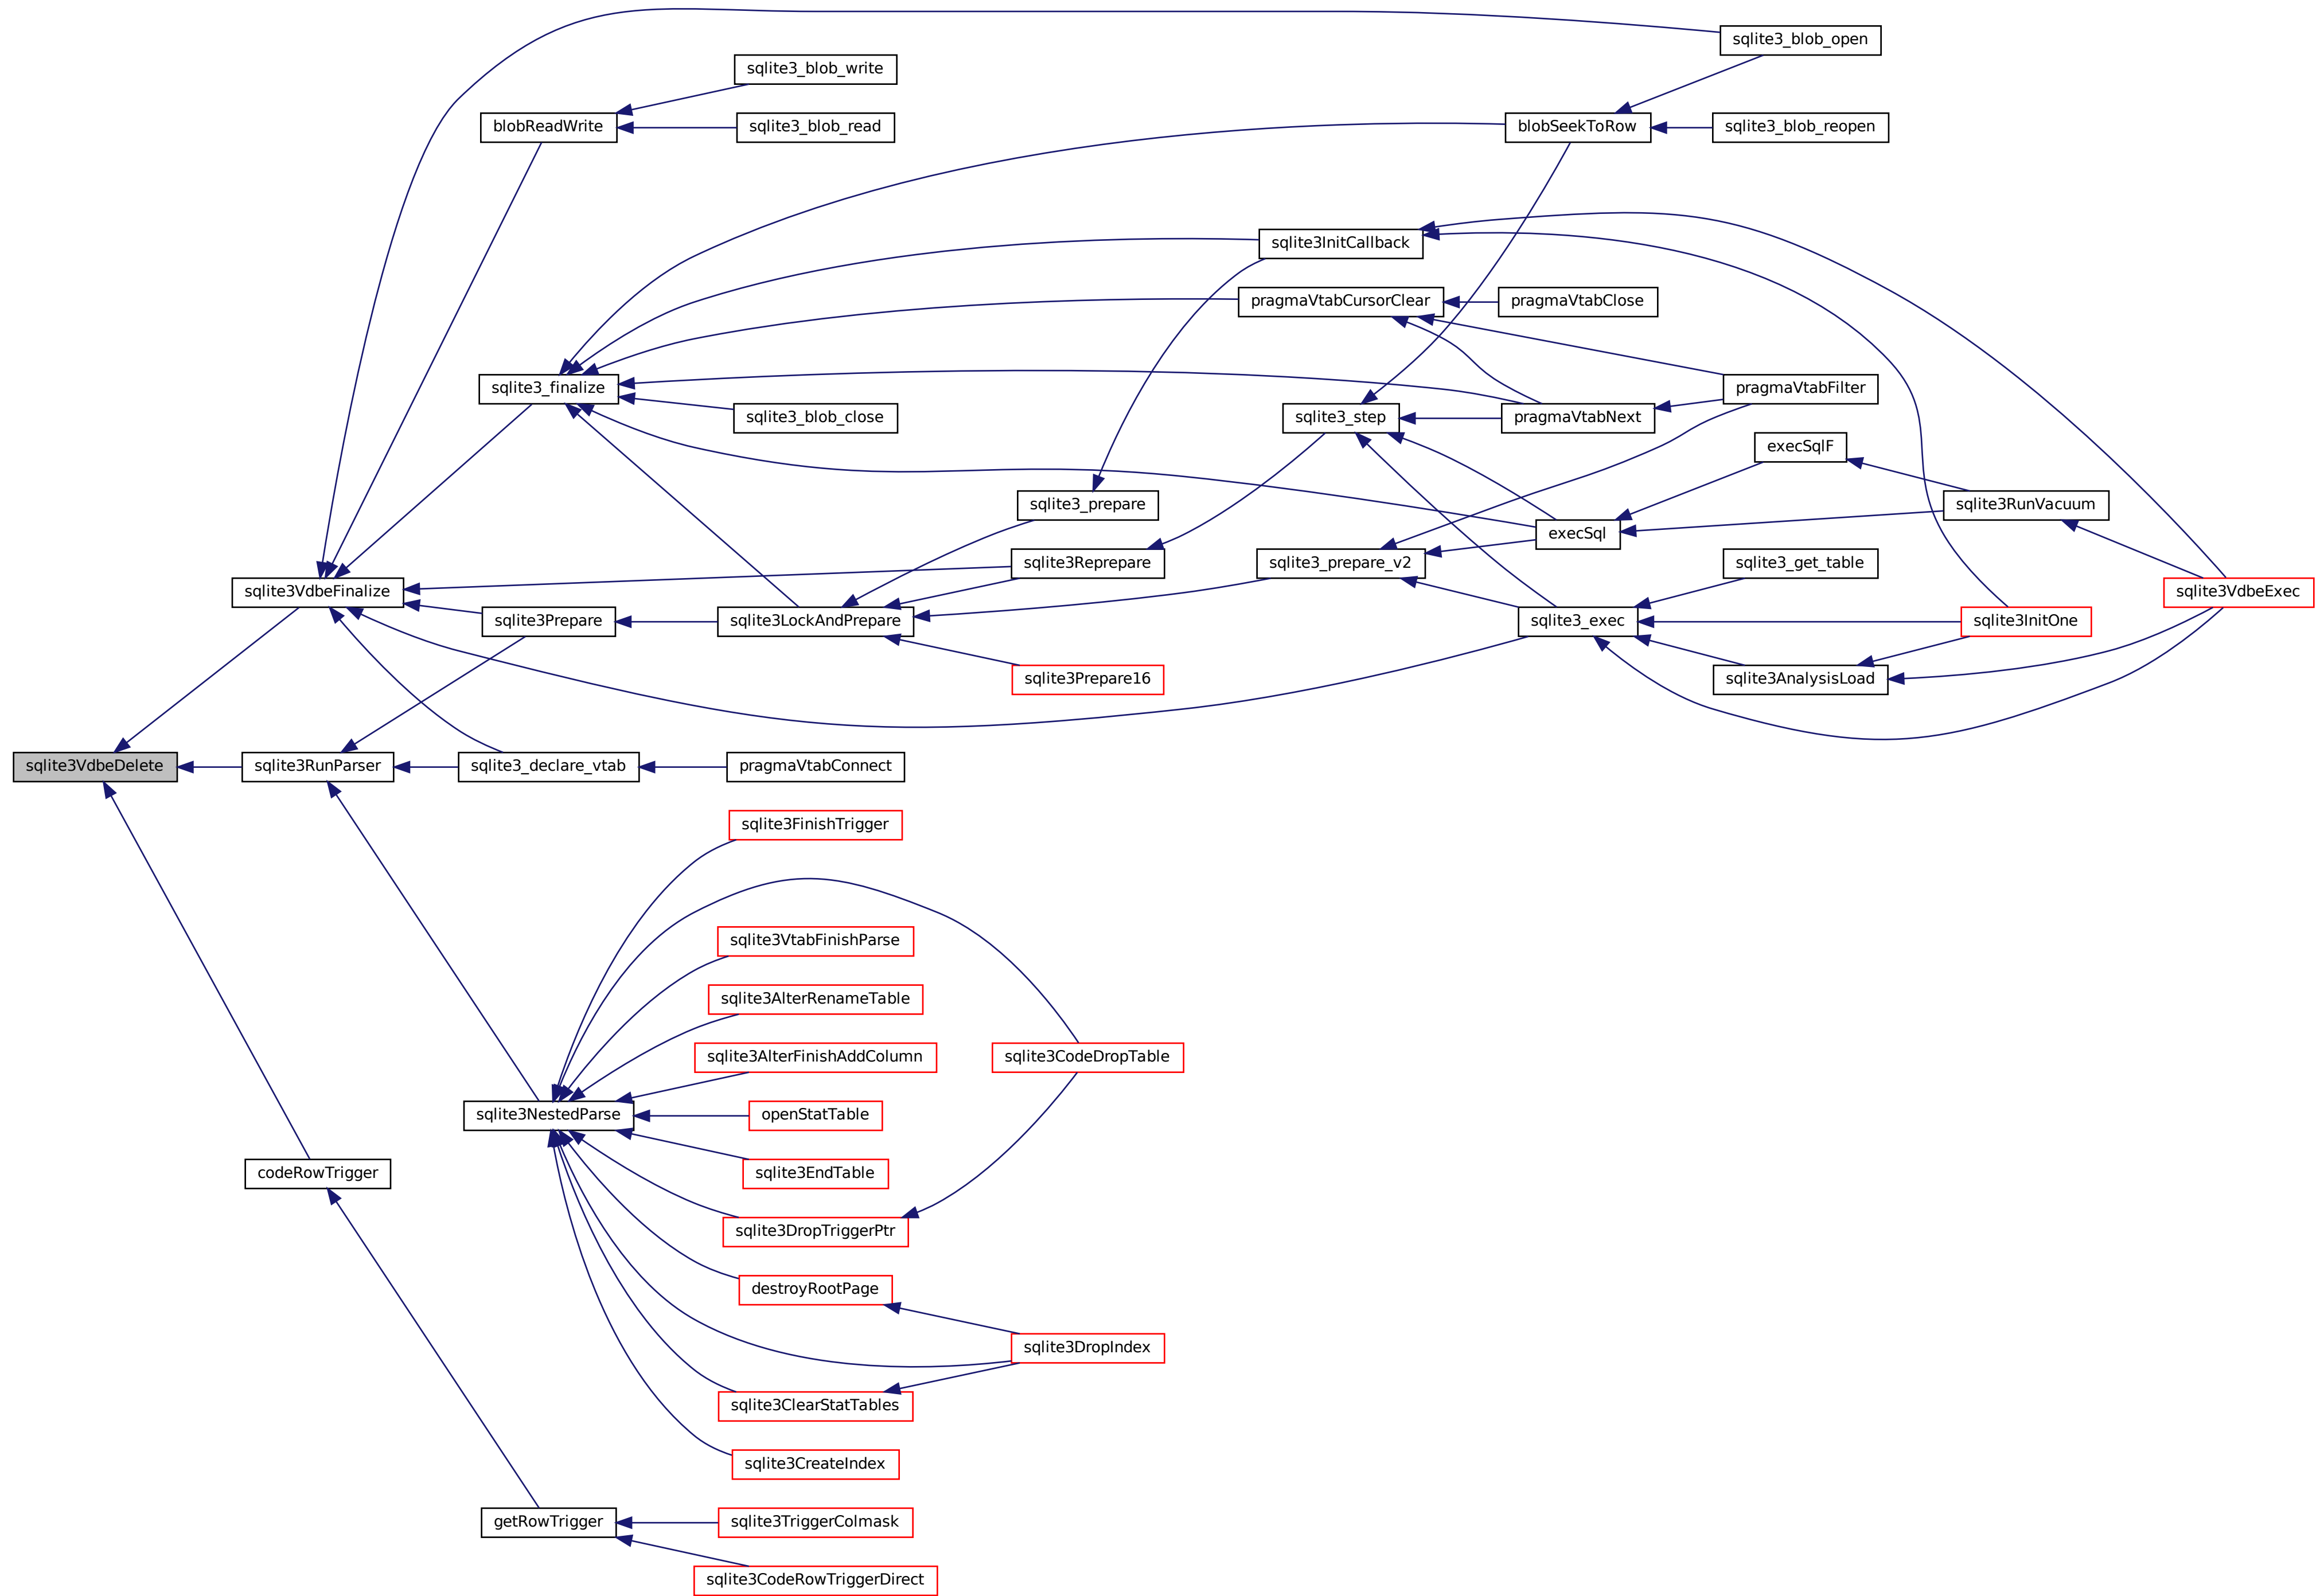 sqlite3_blob_open
sqlite3_blob_write
blobReadWrite
sqlite3_blob_read
blobSeekToRow
sqlite3_blob_reopen
sqlite3InitCallback
pragmaVtabCursorClear
pragmaVtabClose
sqlite3_finalize
pragmaVtabFilter
sqlite3_blob_close
sqlite3_step
pragmaVtabNext
execSqlF
sqlite3_prepare
sqlite3RunVacuum
execSql
sqlite3Reprepare
sqlite3_prepare_v2
sqlite3_get_table
sqlite3VdbeFinalize
sqlite3VdbeExec
sqlite3Prepare
sqlite3LockAndPrepare
sqlite3_exec
sqlite3InitOne
sqlite3Prepare16
sqlite3AnalysisLoad
sqlite3VdbeDelete
sqlite3RunParser
sqlite3_declare_vtab
pragmaVtabConnect
sqlite3FinishTrigger
sqlite3VtabFinishParse
sqlite3AlterRenameTable
sqlite3AlterFinishAddColumn
sqlite3CodeDropTable
sqlite3NestedParse
openStatTable
codeRowTrigger
sqlite3EndTable
sqlite3DropTriggerPtr
destroyRootPage
sqlite3DropIndex
sqlite3ClearStatTables
sqlite3CreateIndex
getRowTrigger
sqlite3TriggerColmask
sqlite3CodeRowTriggerDirect